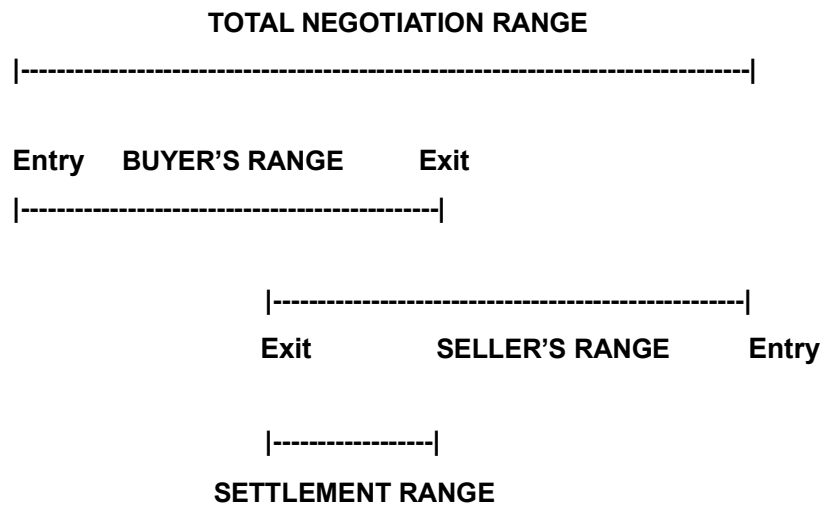 TOTAL NEGOTIATION RANGE
|---------------------------------------------------------------------------------|
Entry BUYER'S RANGE Exit
|-----------------------------------------------|
|-----------------------------------------------------|
Exit SELLER'S RANGE Entry
|------------------|
SETTLEMENT RANGE